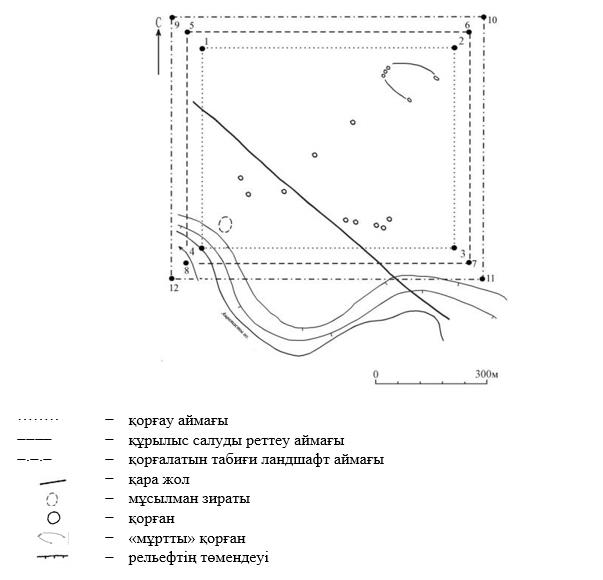 С
9
10
5
6
1
2
4
3
8
7
12
11
0 300м
– қорғау аймағы
– құрылыс салуды реттеу аймағы
– қорғалатын табиғи ландшафт аймағы
– қара жол
– мұсылман зираты
– қорған
– «мұртты» қорған
– рельефтің төмендеуі